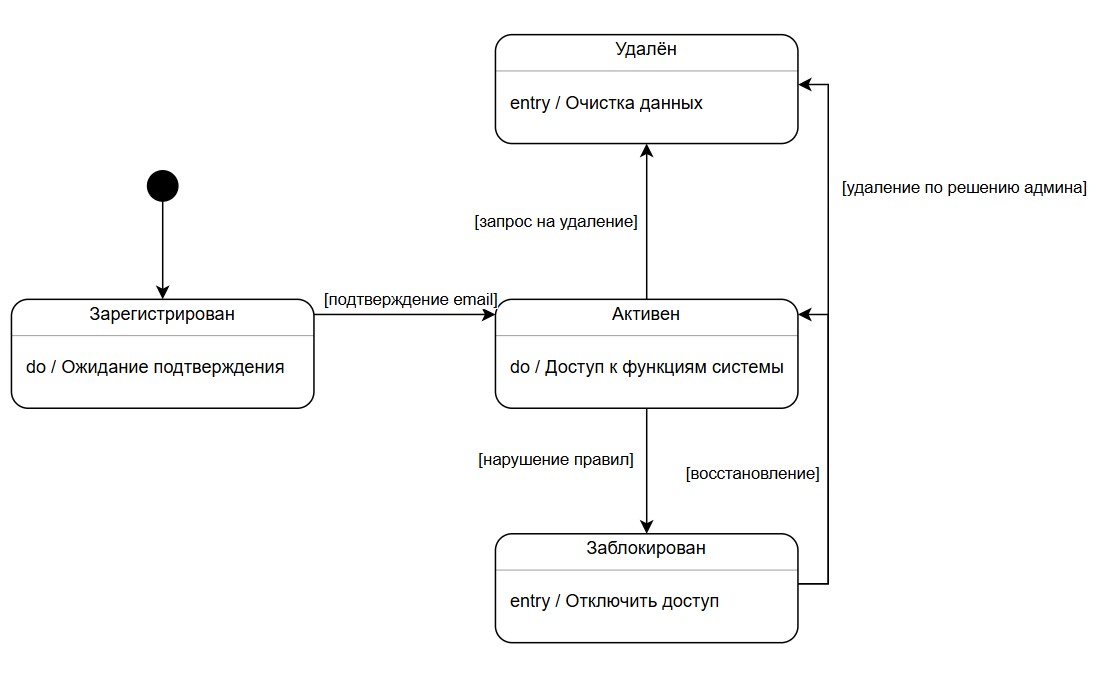 Удалён
entry / Очистка данных
[удаление по решению админа]
[запрос на удаление]
[подтверждение email]
Зарегистрирован
do / Ожидание подтверждения
Активен
do / Доступ к функциям системы
[нарушение правил]
[восстановление]
Заблокирован
entry / Отключить доступ